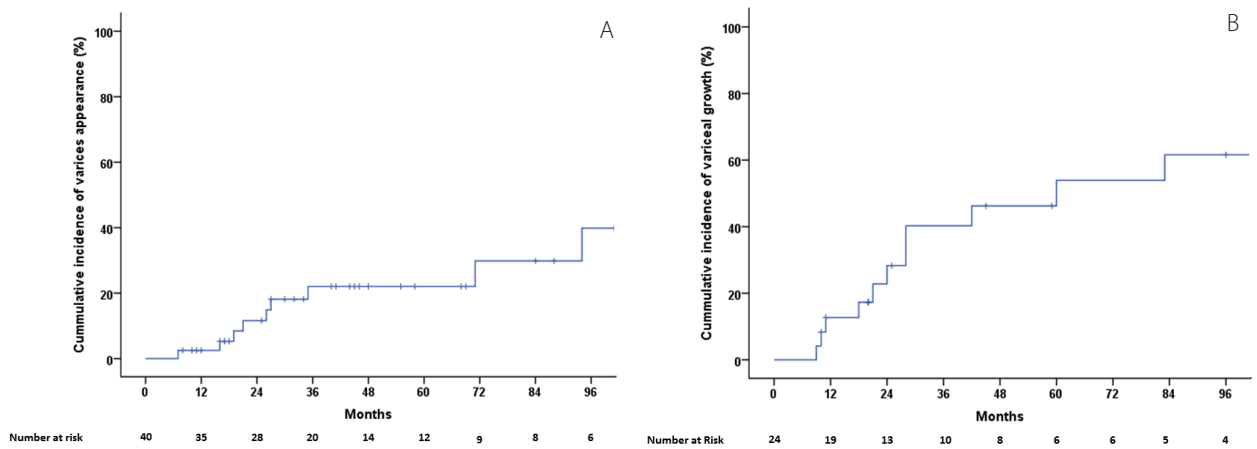 A
Cummulative incidence of varices appearance (%)
100
80
60
40
20
0
0 12 24 36 48 60 72 84 96
Months
Number at risk 40 35 28 20 14 12 9 8 6
B
Cummulative incidence of variceal growth (%)
100
80
60
40
20
0
0 12 24 36 48 60 72 84 96
Months
Number at Risk 24 19 13 10 8 6 6 5 4